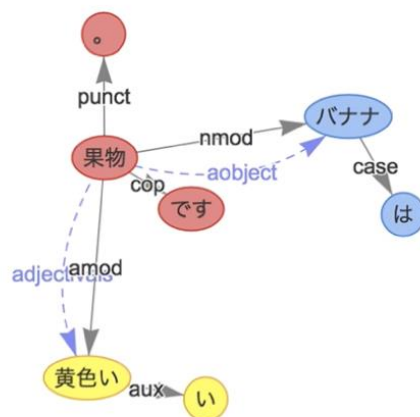 。
punct
バナナ
nmod
果物
aobject
case
cop
です
は
amod
adjectivals
黄色い
aux
い